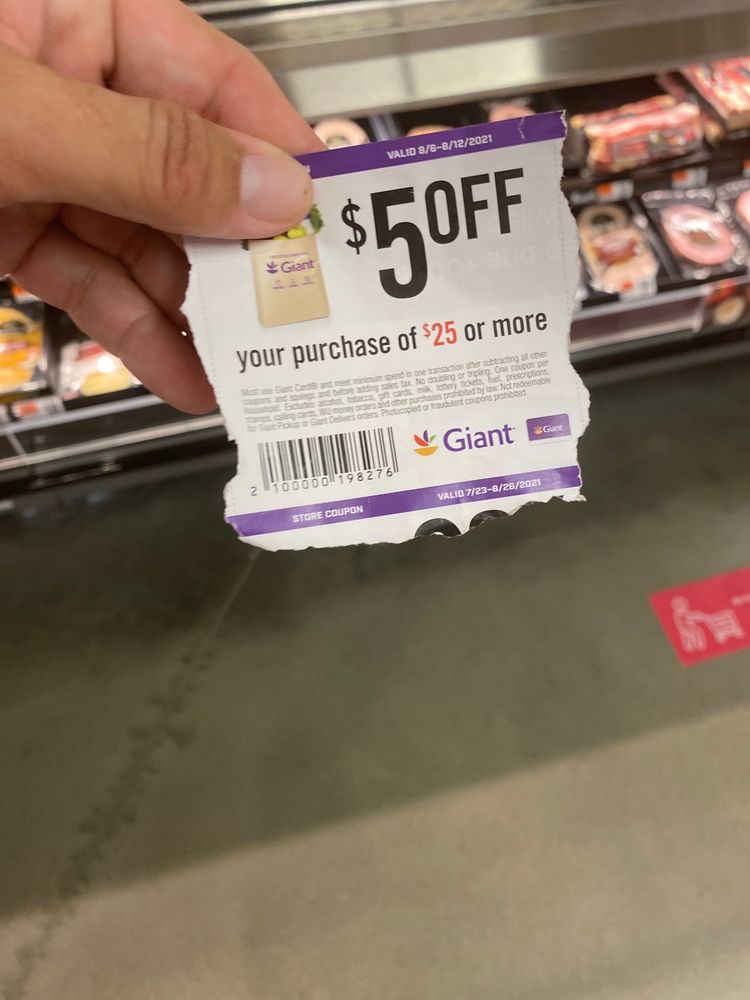 VALID 8/6-8/12/2021
$5 OFF
Giant
your purchase of $25 or more
Must use Giant Card® and meet minimum spend in one transaction after subtracting all other
coupons and savings and before adding sales tax. No doubling or tripling. One coupon per
household. Excludes alcohol, tobacco, gift cards, milk, lottery tickets, fuel, prescriptions,
stamps, calling cards, WU money orders and other purchases prohibited by law. Not redeemable
for Giant Pickup or Giant Delivers orders. Photocopied or fraudulent coupons prohibited.
Giant
Giant
2 100000 198276
STORE COUPON
VALID 7/23-8/26/2021